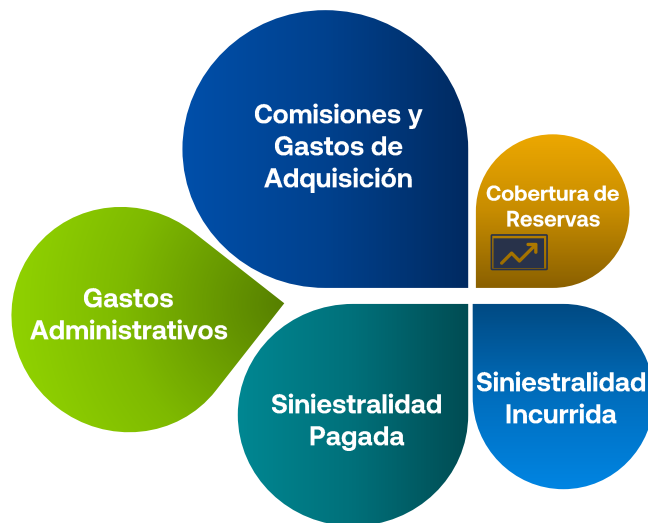 Comisiones y
Gastos de
Adquisición
Cobertura de
Reservas
Gastos
Administrativos
Siniestralidad
Pagada
Siniestralidad
Incurrida